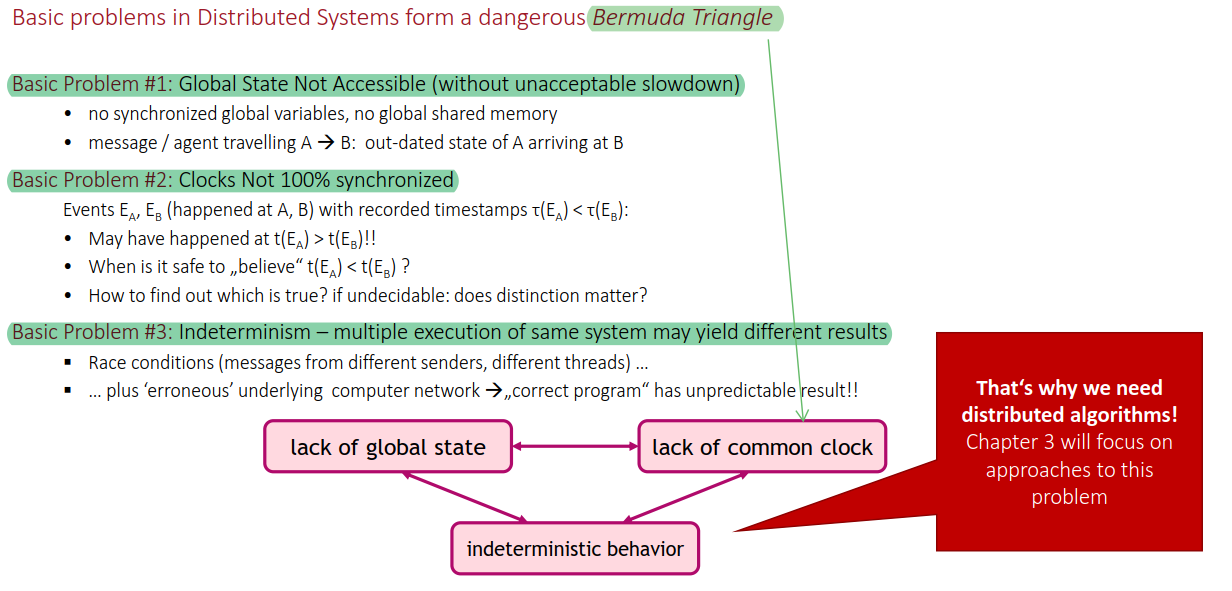 Basic problems in Distributed Systems form a dangerous Bermuda Triangle
Basic Problem #1: Global State Not Accessible (without unacceptable slowdown)
• no synchronized global variables, no global shared memory
• message / agent travelling A → B: out-dated state of A arriving at B
Basic Problem #2: Clocks Not 100% synchronized
Events E_A, E_B (happened at A, B) with recorded timestamps τ(E_A) < τ(E_B):
• May have happened at t(E_A) > t(E_B)!!
• When is it safe to „believe“ t(E_A) < t(E_B) ?
• How to find out which is true? if undecidable: does distinction matter?
Basic Problem #3: Indeterminism – multiple execution of same system may yield different results
▪ Race conditions (messages from different senders, different threads) …
▪ … plus ‘erroneous’ underlying computer network → „correct program“ has unpredictable result!!
lack of global state
lack of common clock
indeterministic behavior
That‘s why we need
distributed algorithms!
Chapter 3 will focus on
approaches to this
problem